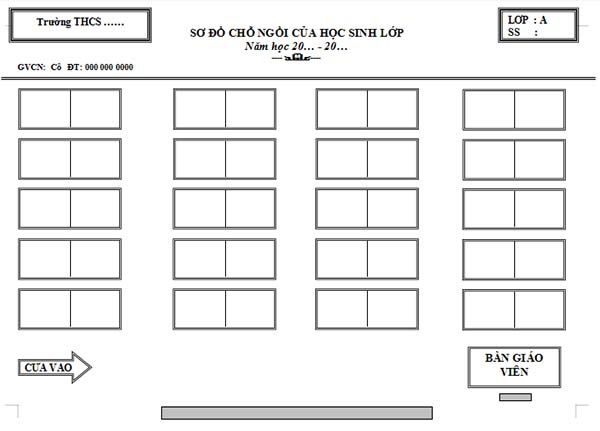 Trường THCS ......
SƠ ĐỒ CHỖ NGỒI CỦA HỌC SINH LỚP
Năm học 20... - 20...
LỚP : A
SS :
GVCN: Cô ĐT: 000 000 0000
CỬA VAO
BÀN GIÁO
VIÊN